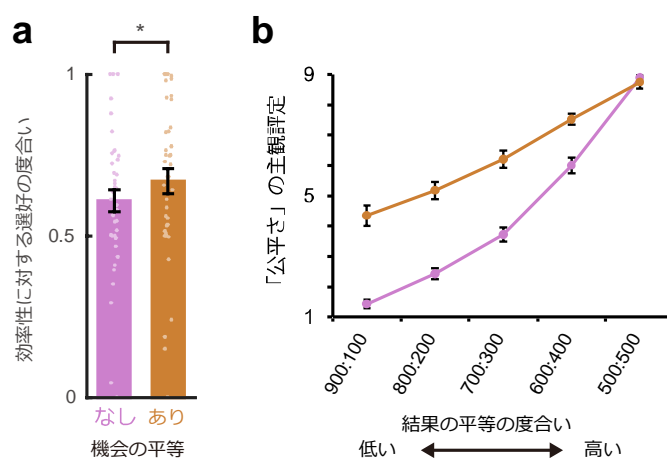 a
*
効率性に対する選好の度合い
1
0.5
0
なし
あり
機会の平等
b
「公平さ」の主観評定
9
5
1
900:100
800:200
700:300
600:400
500:500
結果の平等の度合い
低い
高い